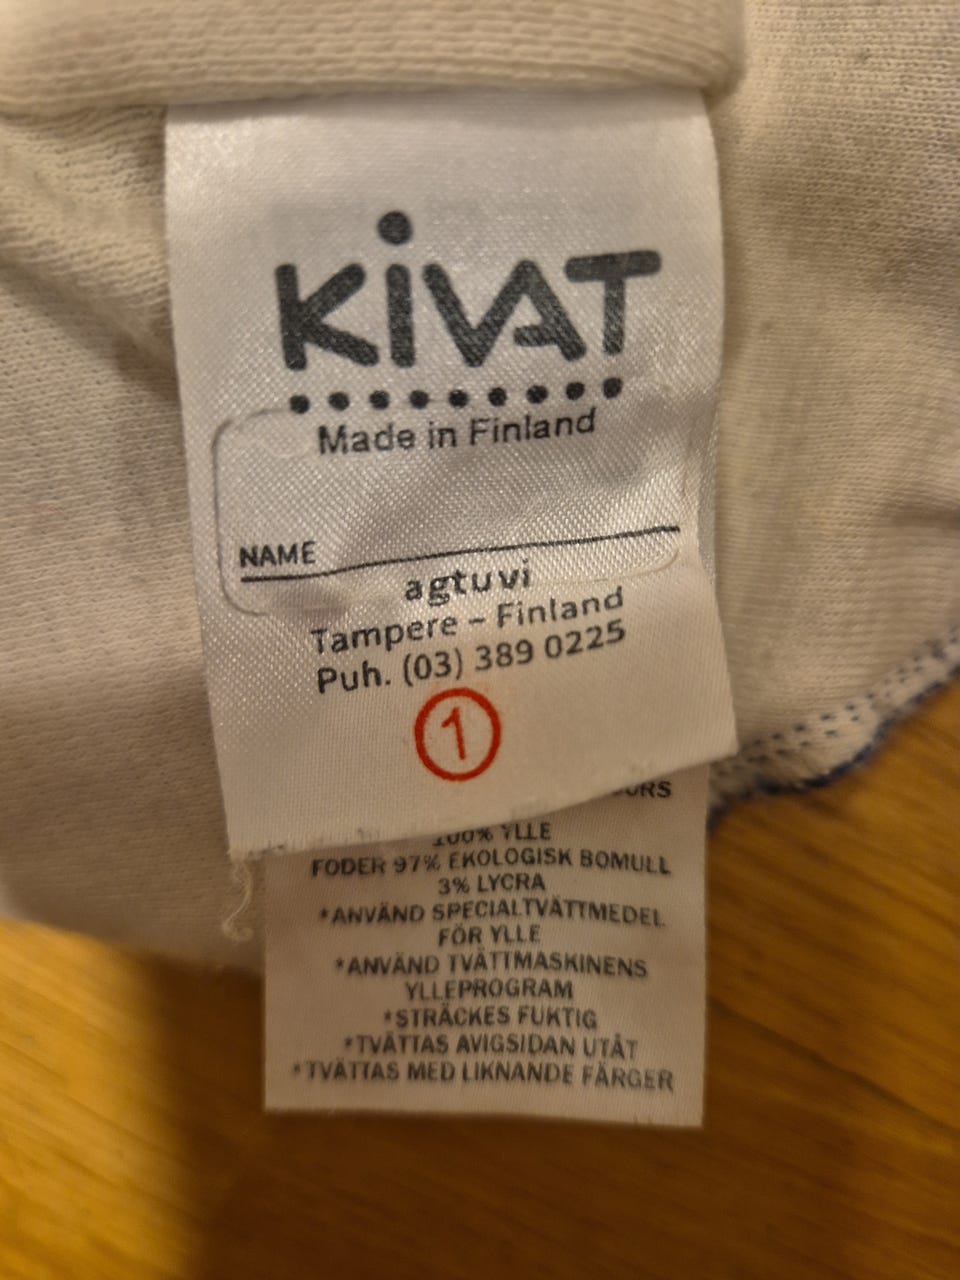 KiVAT
Made in Finland
NAME
agtuvi
Tampere – Finland
Puh. (03) 389 0225
1
100% YLLE
FODER 97% EKOLOGISK BOMULL
3% LYCRA
*ANVÄND SPECIALTVÄTTMEDEL
FÖR YLLE
*ANVÄND TVÄTTMASKINENS
YLLEPROGRAM
*STRÄCKES FUKTIG
*TVÄTTAS AVIGSIDAN UTÅT
*TVÄTTAS MED LIKNANDE FÄRGER